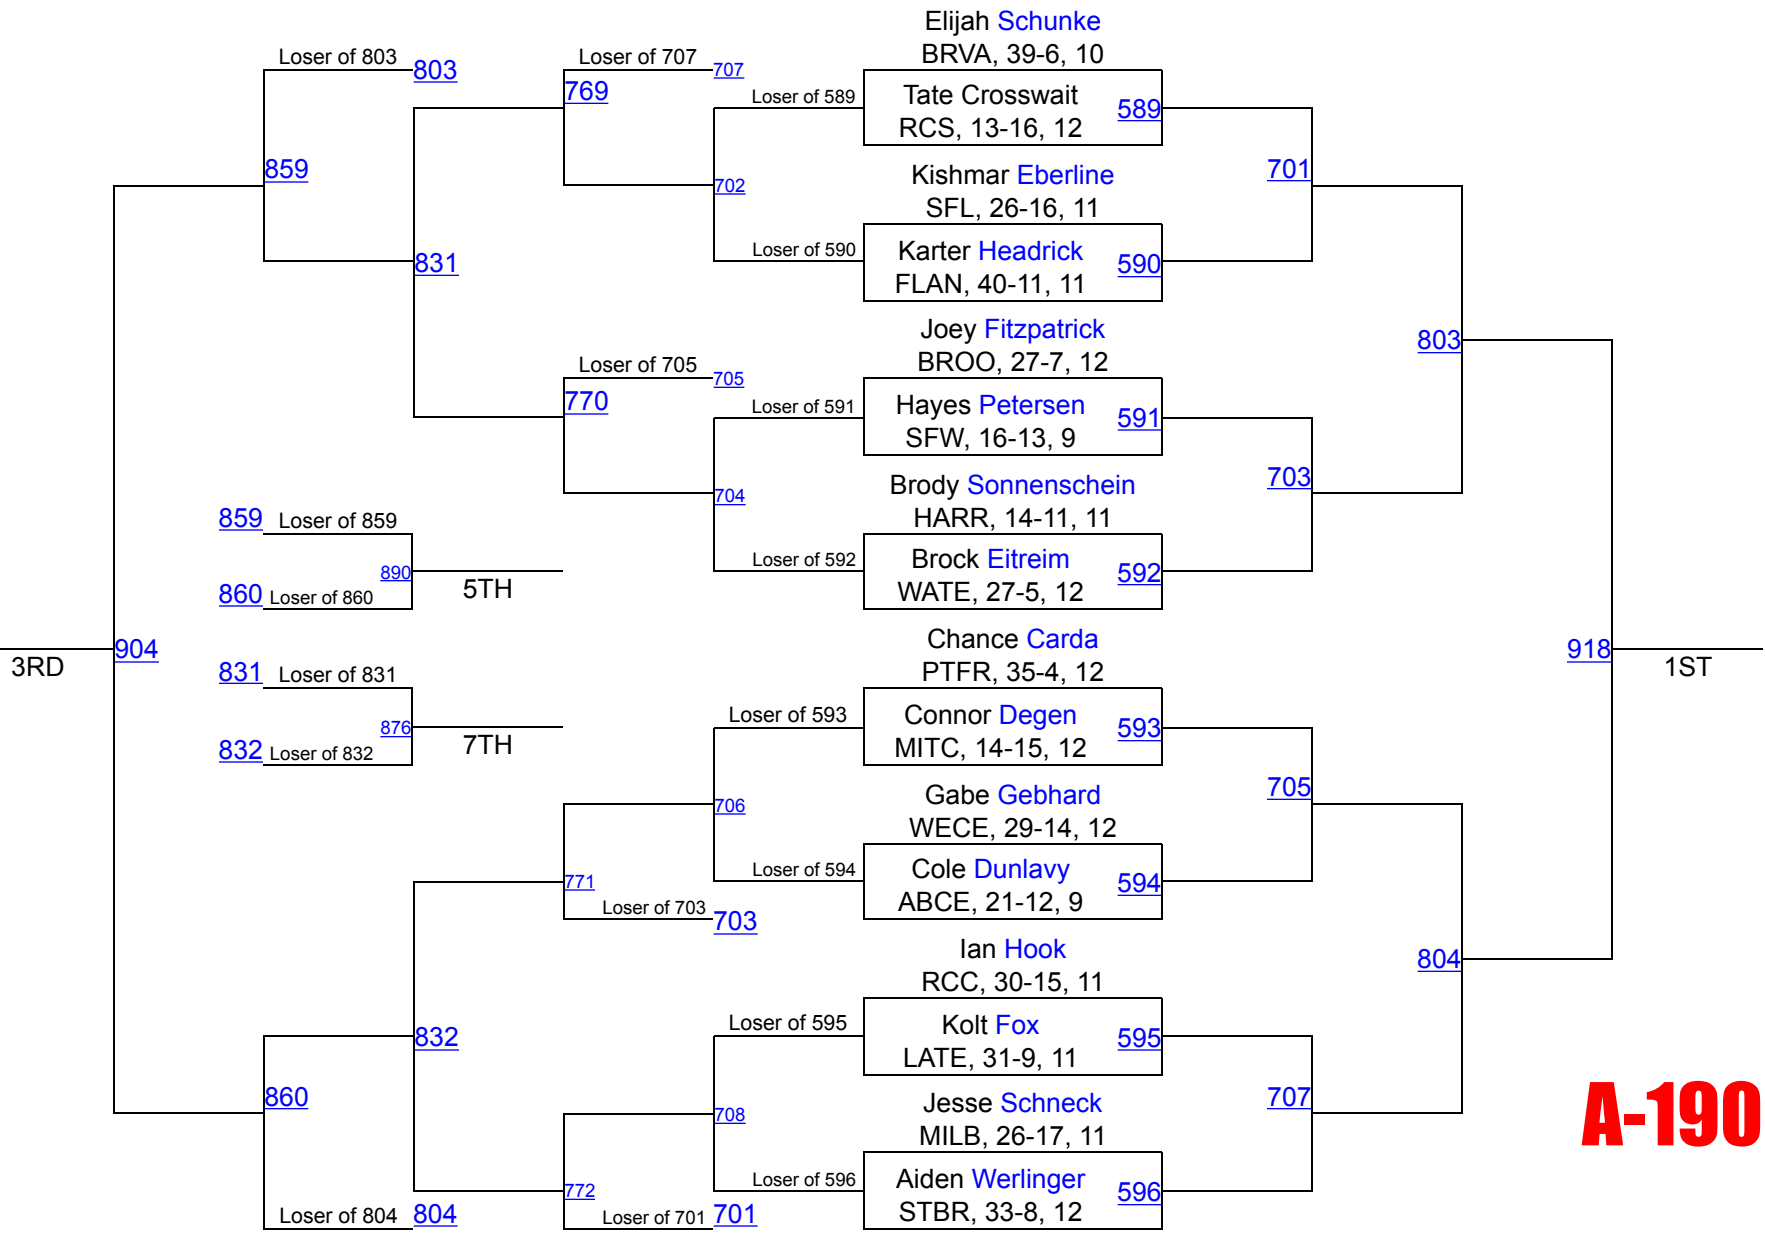 Elijah Schunke
BRVA, 39-6, 10
Loser of 803
803
Loser of 707
707
769
Loser of 589
Tate Crosswait
RCS, 13-16, 12
589
859
702
Kishmar Eberline
SFL, 26-16, 11
701
831
Loser of 590
Karter Headrick
FLAN, 40-11, 11
590
Joey Fitzpatrick
BROO, 27-7, 12
803
Loser of 705
705
770
Loser of 591
Hayes Petersen
SFW, 16-13, 9
591
704
Brody Sonnenschein
HARR, 14-11, 11
703
859
Loser of 859
890
5TH
860
Loser of 860
Loser of 592
Brock Eitreim
WATE, 27-5, 12
592
3RD
904
Chance Carda
PTFR, 35-4, 12
918
1ST
831
Loser of 831
876
7TH
832
Loser of 832
Loser of 593
Connor Degen
MITC, 14-15, 12
593
706
Gabe Gebhard
WECE, 29-14, 12
705
771
Loser of 594
Cole Dunlavy
ABCE, 21-12, 9
594
Loser of 703
703
Ian Hook
RCC, 30-15, 11
804
832
Loser of 595
Kolt Fox
LATE, 31-9, 11
595
860
708
Jesse Schneck
MILB, 26-17, 11
707
A-190
772
Loser of 596
Aiden Werlinger
STBR, 33-8, 12
596
Loser of 804
804
Loser of 701
701